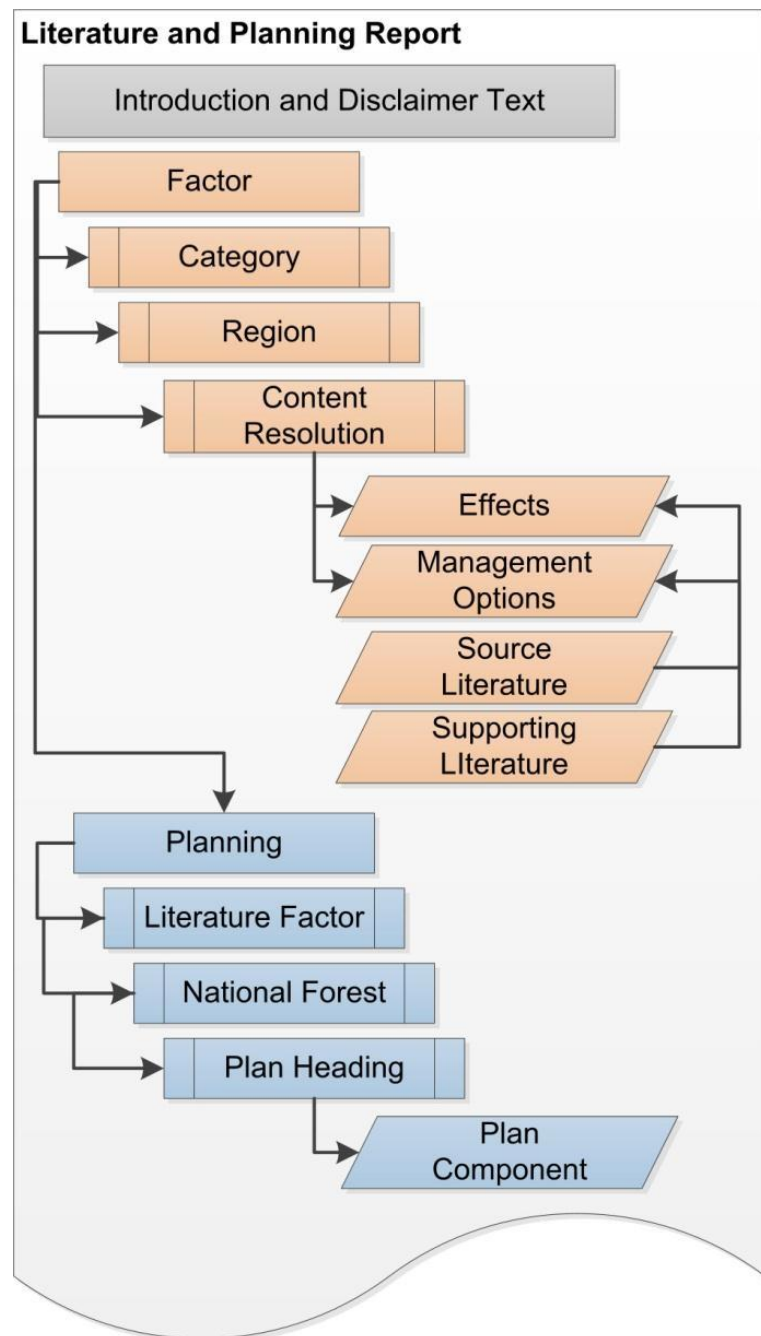 Literature and Planning Report
Introduction and Disclaimer Text
Factor
Category
Region
Content
Resolution
Effects
Management
Options
Source
Literature
Supporting
LIterature
Planning
Literature Factor
National Forest
Plan Heading
Plan
Component